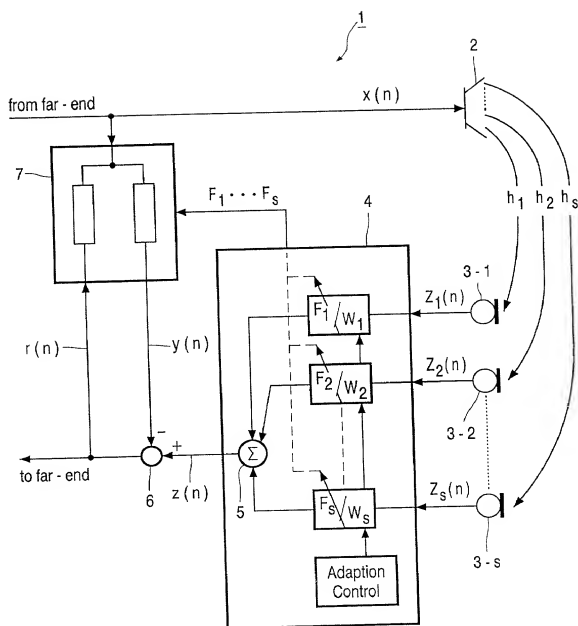 1
2
from far - end
x(n)
7
F1 ··· Fs
4
h1
h2
hs
3-1
F1/W1
Z1(n)
F2/W2
Z2(n)
3-2
r(n)
y(n)
−
+
Σ
to far - end
6
z(n)
5
Fs/Ws
Zs(n)
3-s
Adaption
Control